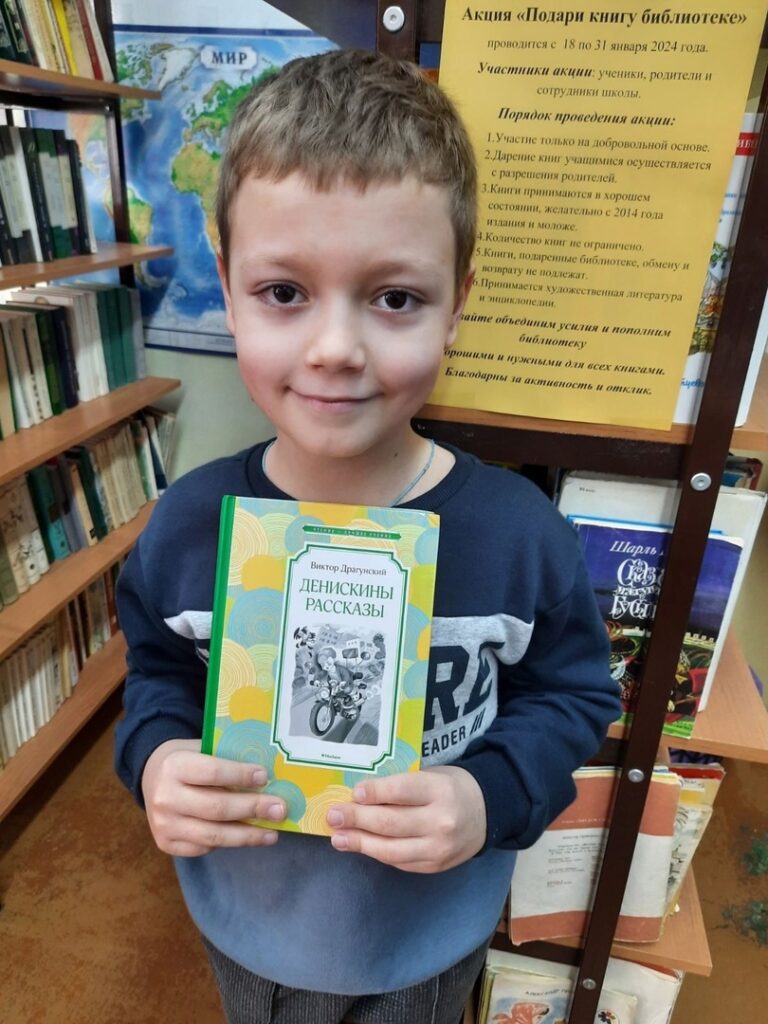 МИР
Акция «Подари книгу библиотеке»
проводится с 18 по 31 января 2024 года.
Участники акции: ученики, родители и
сотрудники школы.
Порядок проведения акции:
1.Участие только на добровольной основе.
2.Дарение книг учащимися осуществляется
с разрешения родителей.
3.Книги принимаются в хорошем
состоянии, желательно с 2014 года
издания и моложе.
4.Количество книг не ограничено.
5.Книги, подаренные библиотеке, обмену и
возврату не подлежат.
6.Принимается художественная литература
и энциклопедии.
объединим усилия и пополним
библиотеку
и нужными для всех книгами.
Благодарны за активность и отклик.
Виктор Драгунский
ДЕНИСКИНЫ
РАССКАЗЫ
Шарль